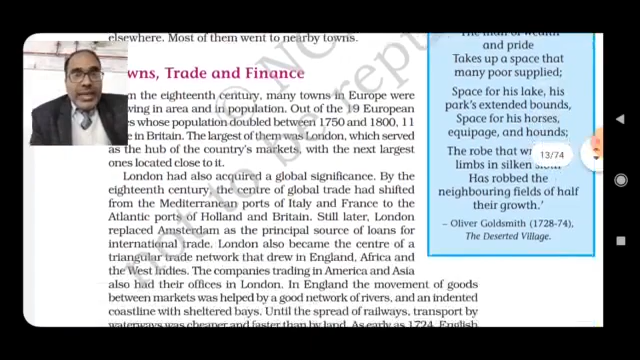 elsewhere. Most of them went to nearby towns.
owns, Trade and Finance
m the eighteenth century, many towns in Europe were
wing in area and in population. Out of the 19 European
es whose population doubled between 1750 and 1800, 11
e in Britain. The largest of them was London, which served
as the hub of the country's markets, with the next largest
ones located close to it.
London had also acquired a global significance. By the
eighteenth century, the centre of global trade had shifted
from the Mediterranean ports of Italy and France to the
Atlantic ports of Holland and Britain. Still later, London
replaced Amsterdam as the principal source of loans for
international trade. London also became the centre of a
triangular trade network that drew in England, Africa and
the West Indies. The companies trading in America and Asia
also had their offices in London. In England the movement of goods
between markets was helped by a good network of rivers, and an indented
coastline with sheltered bays. Until the spread of railways, transport by
waterways was cheaper and faster than by land. As early as 1724, English
The man of wealth
and pride
Takes up a space that
many poor supplied;
Space for his lake, his
park's extended bounds,
Space for his horses,
equipage, and hounds;
The robe that w
limbs in silken
Has robbed the
neighbouring fields of half
their growth.'
– Oliver Goldsmith (1728-74)
The Deserted Village.
13/74
not to be rep
© NC